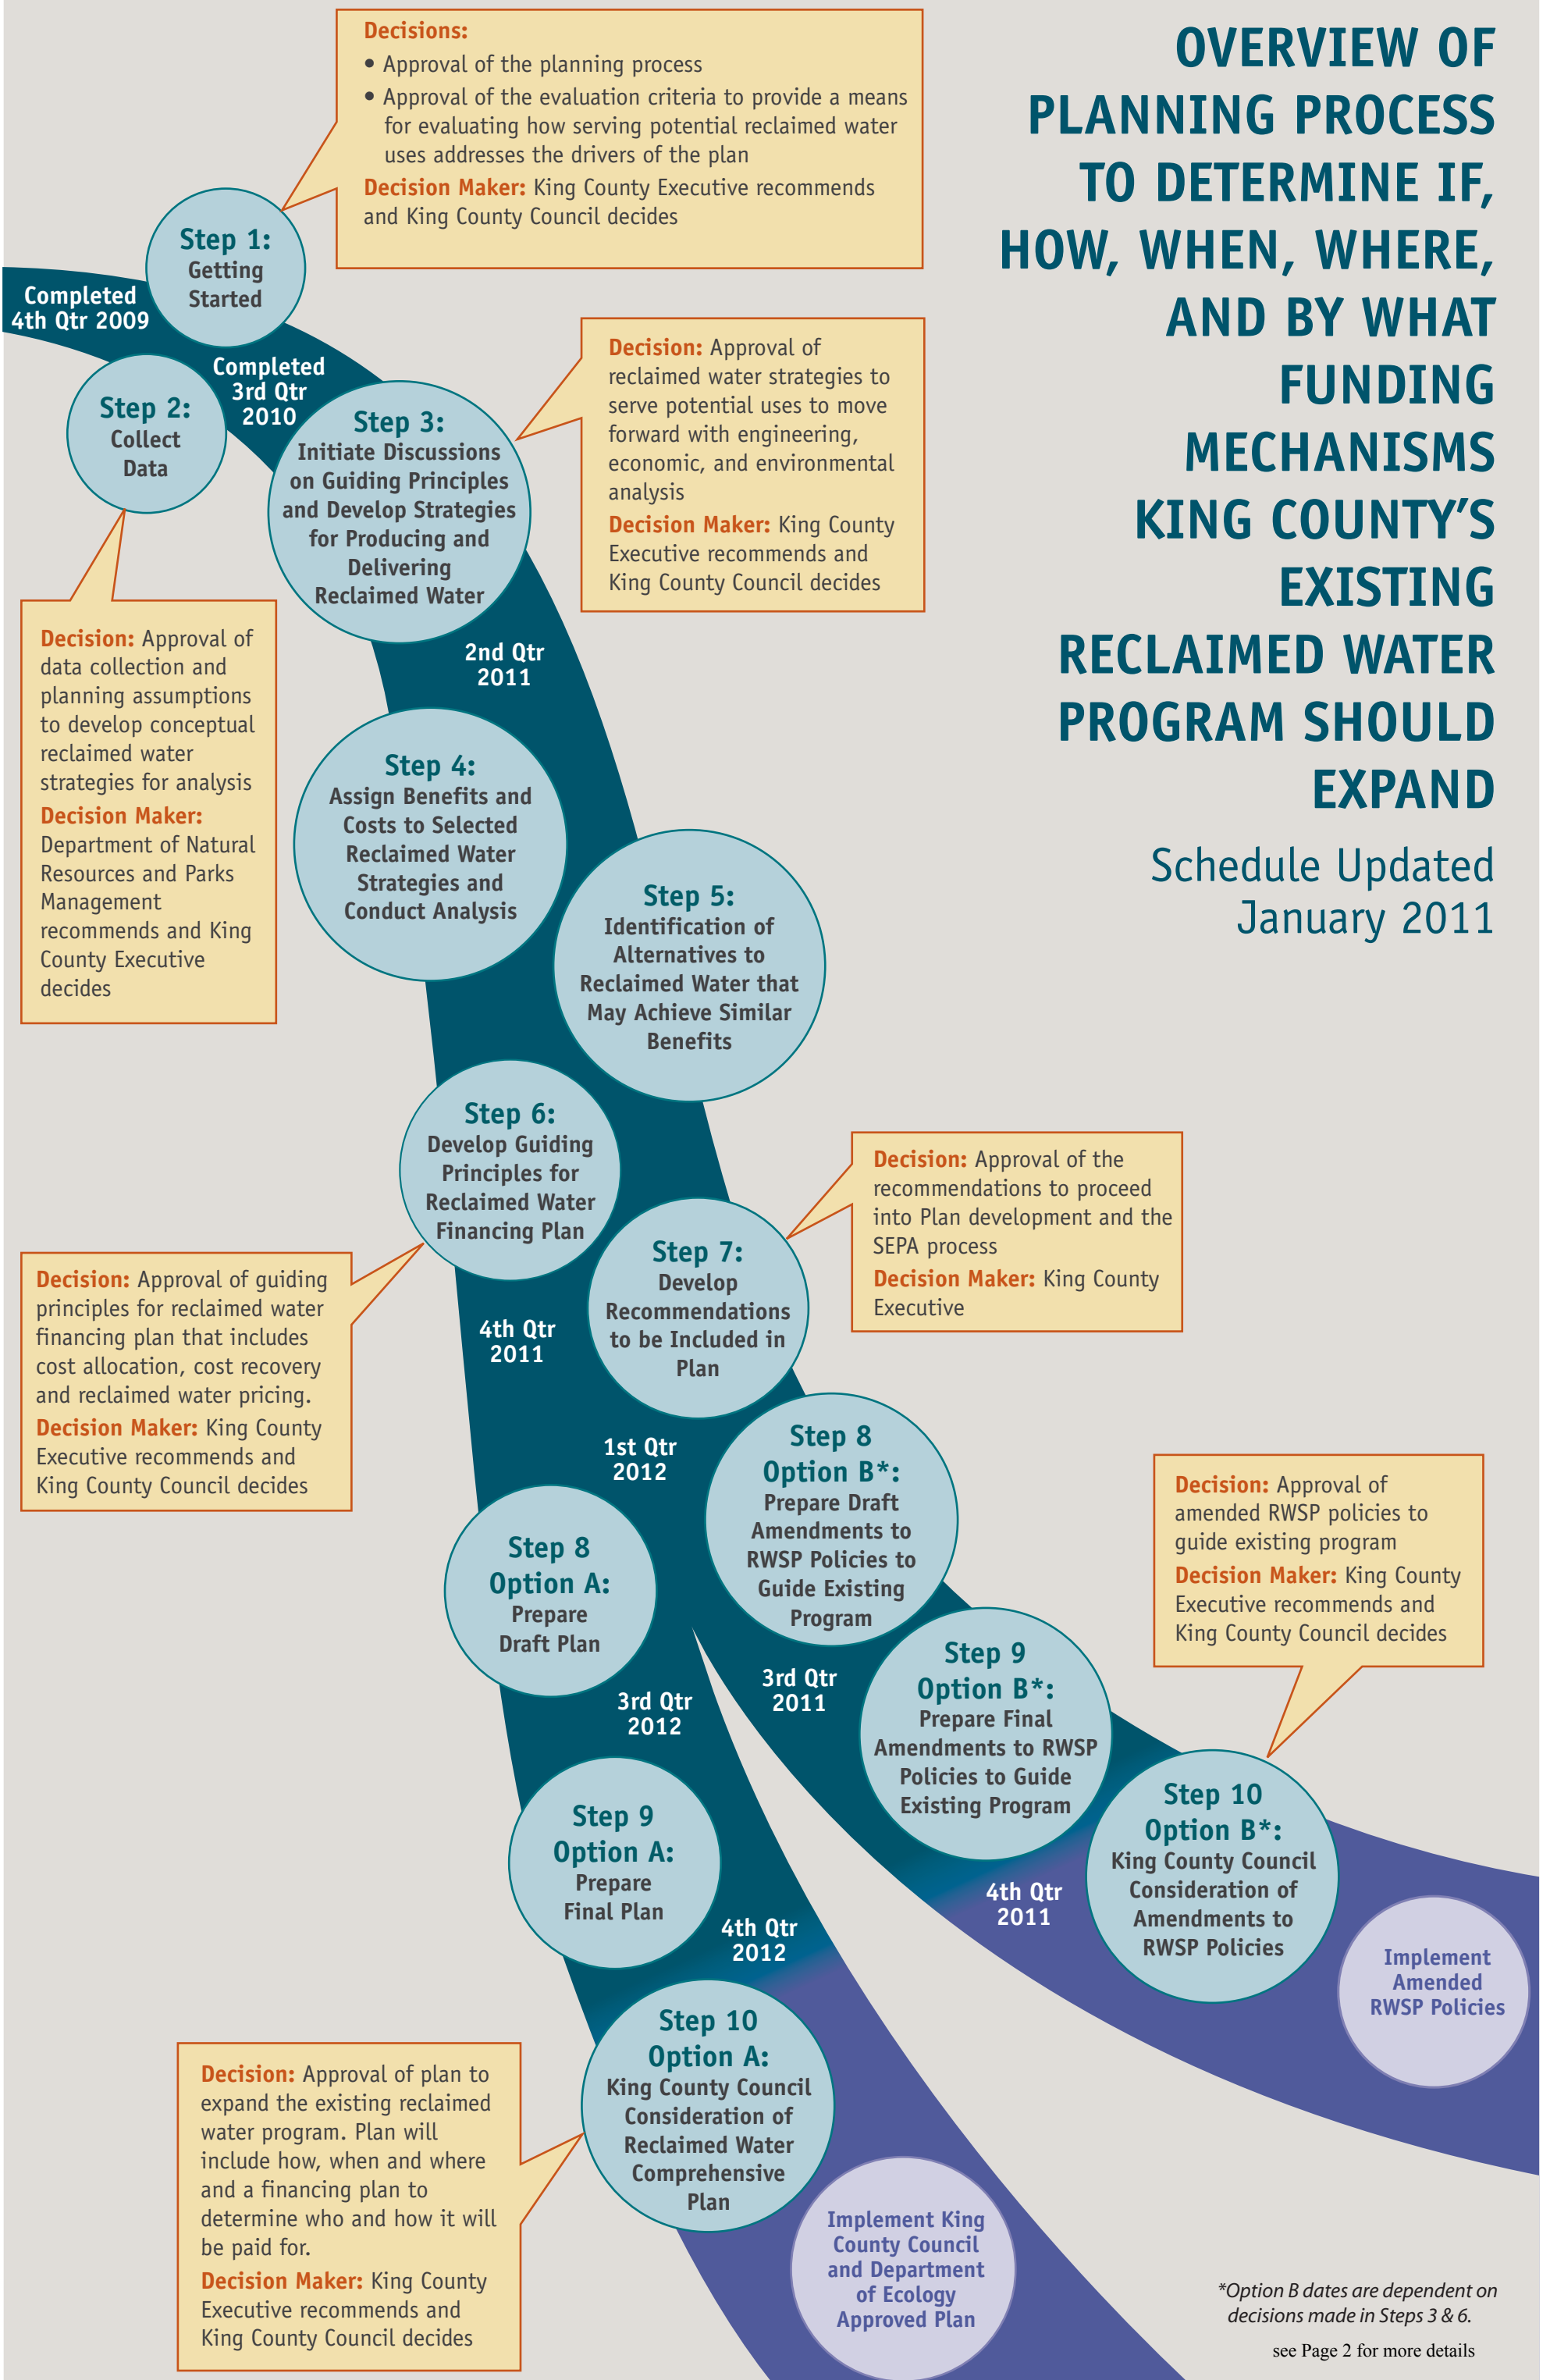 OVERVIEW OF
PLANNING PROCESS
TO DETERMINE IF,
HOW, WHEN, WHERE,
AND BY WHAT
FUNDING
MECHANISMS
KING COUNTY’S
EXISTING
RECLAIMED WATER
PROGRAM SHOULD
EXPAND
Schedule Updated
January 2011
Decisions:
• Approval of the planning process
• Approval of the evaluation criteria to provide a means
for evaluating how serving potential reclaimed water
uses addresses the drivers of the plan
Decision Maker: King County Executive recommends
and King County Council decides
Step 1:
Getting
Started
Completed
4th Qtr 2009
Step 2:
Collect
Data
Completed
3rd Qtr
2010
Decision: Approval of
data collection and
planning assumptions
to develop conceptual
reclaimed water
strategies for analysis
Decision Maker:
Department of Natural
Resources and Parks
Management
recommends and King
County Executive
decides
Step 3:
Initiate Discussions
on Guiding Principles
and Develop Strategies
for Producing and
Delivering
Reclaimed Water
Decision: Approval of
reclaimed water strategies to
serve potential uses to move
forward with engineering,
economic, and environmental
analysis
Decision Maker: King County
Executive recommends and
King County Council decides
2nd Qtr
2011
Step 4:
Assign Benefits and
Costs to Selected
Reclaimed Water
Strategies and
Conduct Analysis
Step 5:
Identification of
Alternatives to
Reclaimed Water that
May Achieve Similar
Benefits
Step 6:
Develop Guiding
Principles for
Reclaimed Water
Financing Plan
Decision: Approval of guiding
principles for reclaimed water
financing plan that includes
cost allocation, cost recovery
and reclaimed water pricing.
Decision Maker: King County
Executive recommends and
King County Council decides
4th Qtr
2011
Step 7:
Develop
Recommendations
to be Included in
Plan
Decision: Approval of the
recommendations to proceed
into Plan development and the
SEPA process
Decision Maker: King County
Executive
1st Qtr
2012
Step 8
Option A:
Prepare
Draft Plan
3rd Qtr
2012
Step 9
Option A:
Prepare
Final Plan
4th Qtr
2012
Step 10
Option A:
King County Council
Consideration of
Reclaimed Water
Comprehensive
Plan
Decision: Approval of plan to
expand the existing reclaimed
water program. Plan will
include how, when and where
and a financing plan to
determine who and how it will
be paid for.
Decision Maker: King County
Executive recommends and
King County Council decides
Implement King
County Council
and Department
of Ecology
Approved Plan
Step 8
Option B*:
Prepare Draft
Amendments to
RWSP Policies to
Guide Existing
Program
3rd Qtr
2011
Step 9
Option B*:
Prepare Final
Amendments to RWSP
Policies to Guide
Existing Program
4th Qtr
2011
Step 10
Option B*:
King County Council
Consideration of
Amendments to
RWSP Policies
Decision: Approval of
amended RWSP policies to
guide existing program
Decision Maker: King County
Executive recommends and
King County Council decides
Implement
Amended
RWSP Policies
*Option B dates are dependent on
decisions made in Steps 3 & 6.
see Page 2 for more details